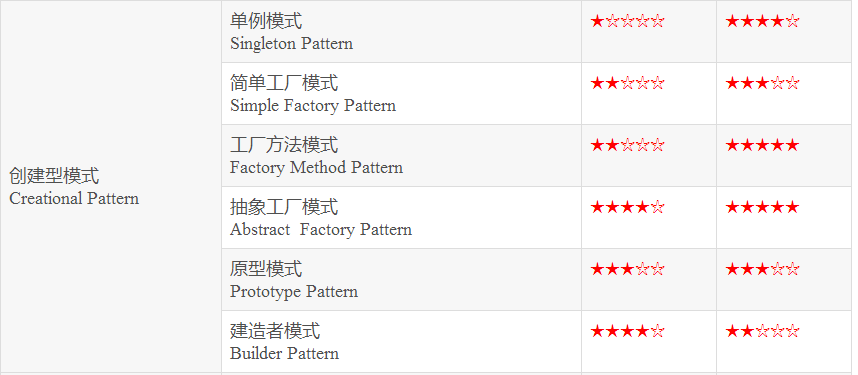 单例模式
Singleton Pattern
★☆☆☆☆
★★★★☆
简单工厂模式
Simple Factory Pattern
★★☆☆☆
★★★☆☆
工厂方法模式
Factory Method Pattern
★★☆☆☆
★★★★★
创建型模式
Creational Pattern
抽象工厂模式
Abstract  Factory Pattern
★★★★☆
★★★★★
原型模式
Prototype Pattern
★★★☆☆
★★★☆☆
建造者模式
Builder Pattern
★★★★☆
★★☆☆☆